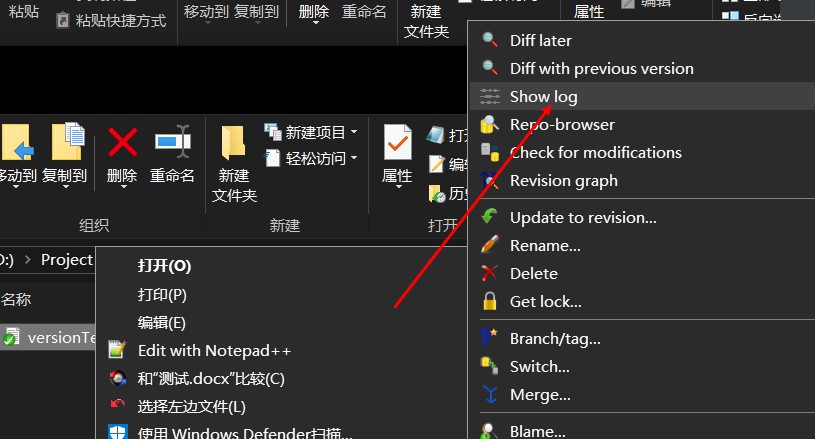 粘贴
粘贴快捷方式
移动到 复制到
删除
重命名
新建
文件夹
属性
编辑
移动到 复制到
删除
重命名
新建
文件夹
新建项目
轻松访问
属性
组织
新建
打开
Project
名称
versionTe
打开(O)
打印(P)
编辑(E)
Edit with Notepad++
和“测试.docx”比较(C)
选择左边文件(L)
使用 Windows Defender扫描...
Diff later
Diff with previous version
Show log
Repo-browser
Check for modifications
Revision graph
Update to revision...
Rename...
Delete
Get lock...
Branch/tag...
Switch...
Merge...
Blame...